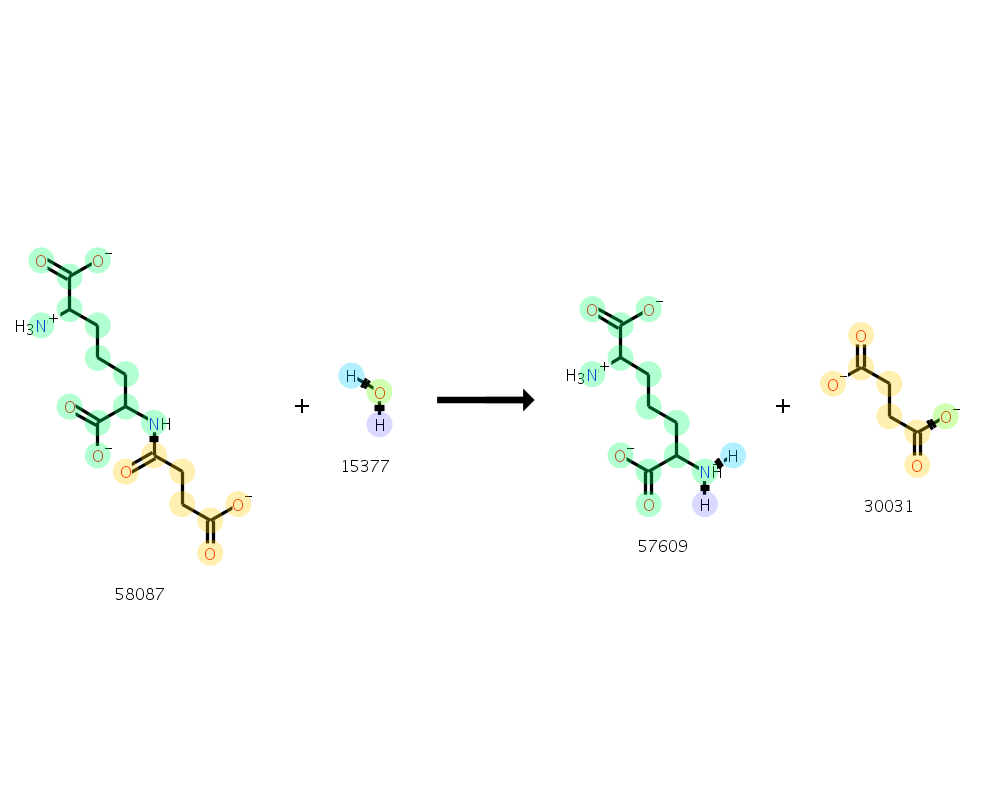 O O⁻
H₃N⁺
O NH
O⁻
O
O⁻
O
58087
+
H O
H
15377
+
O O⁻
H₃N⁺
O⁻ H
NH
O H
57609
O
O⁻
O⁻
O
30031